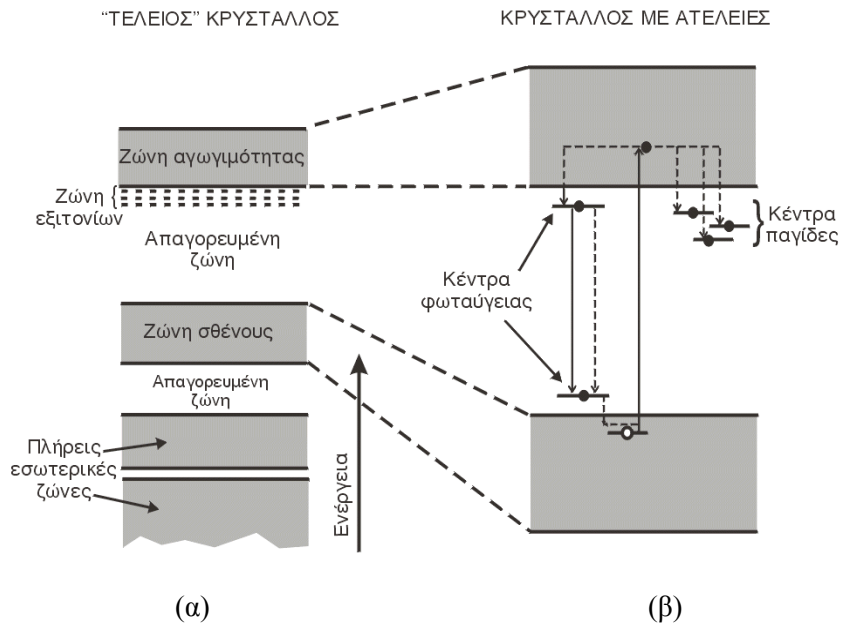 “ΤΕΛΕΙΟΣ” ΚΡΥΣΤΑΛΛΟΣ
ΚΡΥΣΤΑΛΛΟΣ ΜΕ ΑΤΕΛΕΙΕΣ
Ζώνη αγωγιμότητας
Ζώνη
εξιτονίων
Απαγορευμένη
ζώνη
Ζώνη σθένους
Απαγορευμένη
ζώνη
Πλήρεις
εσωτερικές
ζώνες
Ενέργεια
Κέντρα
παγίδες
Κέντρα
φωταύγειας
(α)
(β)